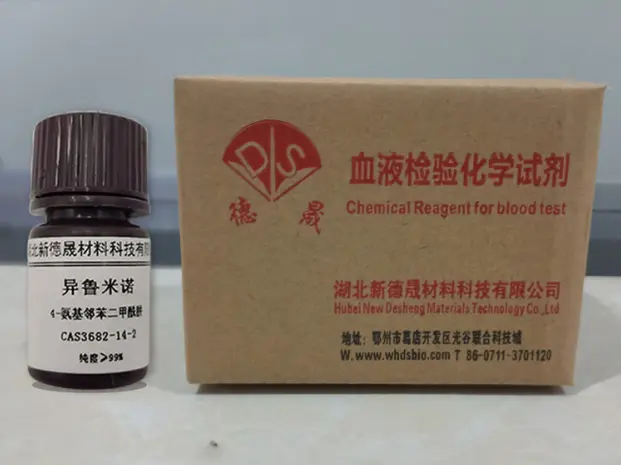 北新德晟材料科技有限
异鲁米诺
4-氨基邻苯二甲酰肼
CAS3682-14-2
纯度≥99%
DS
德 晟
血液检验化学试剂
Chemical Reagent for blood test
湖北新德晟材料科技有限公司
Hubei New Desheng Materials Technology Co.,Ltd
地址: 鄂州市葛店开发区光谷联合科技城
W. www.whdsbio.com T 86-0711-3701120